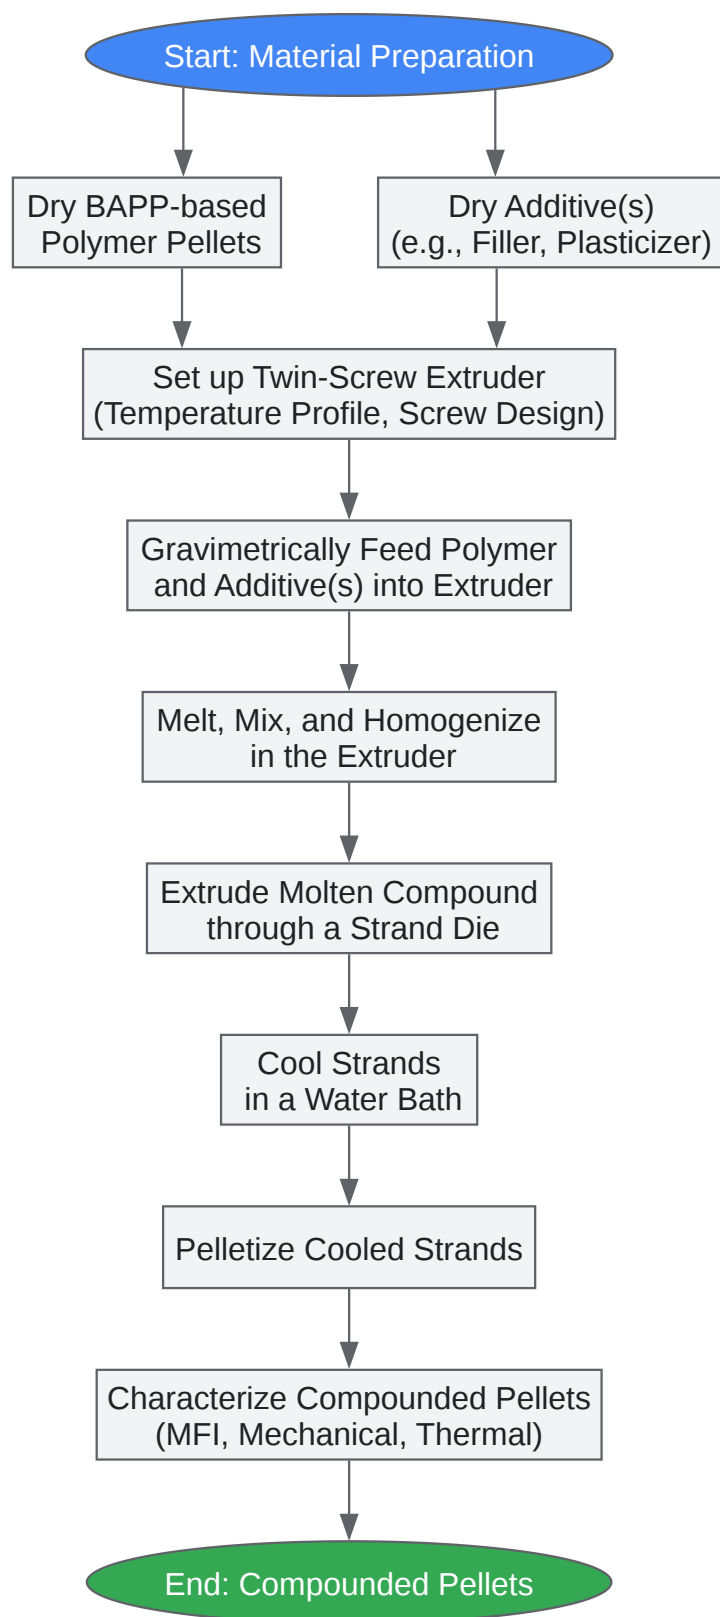 Start: Material Preparation
Dry BAPP-based
Polymer Pellets
Dry Additive(s)
(e.g., Filler, Plasticizer)
Set up Twin-Screw Extruder
(Temperature Profile, Screw Design)
Gravimetrically Feed Polymer
and Additive(s) into Extruder
Melt, Mix, and Homogenize
in the Extruder
Extrude Molten Compound
through a Strand Die
Cool Strands
in a Water Bath
Pelletize Cooled Strands
Characterize Compounded Pellets
(MFI, Mechanical, Thermal)
End: Compounded Pellets